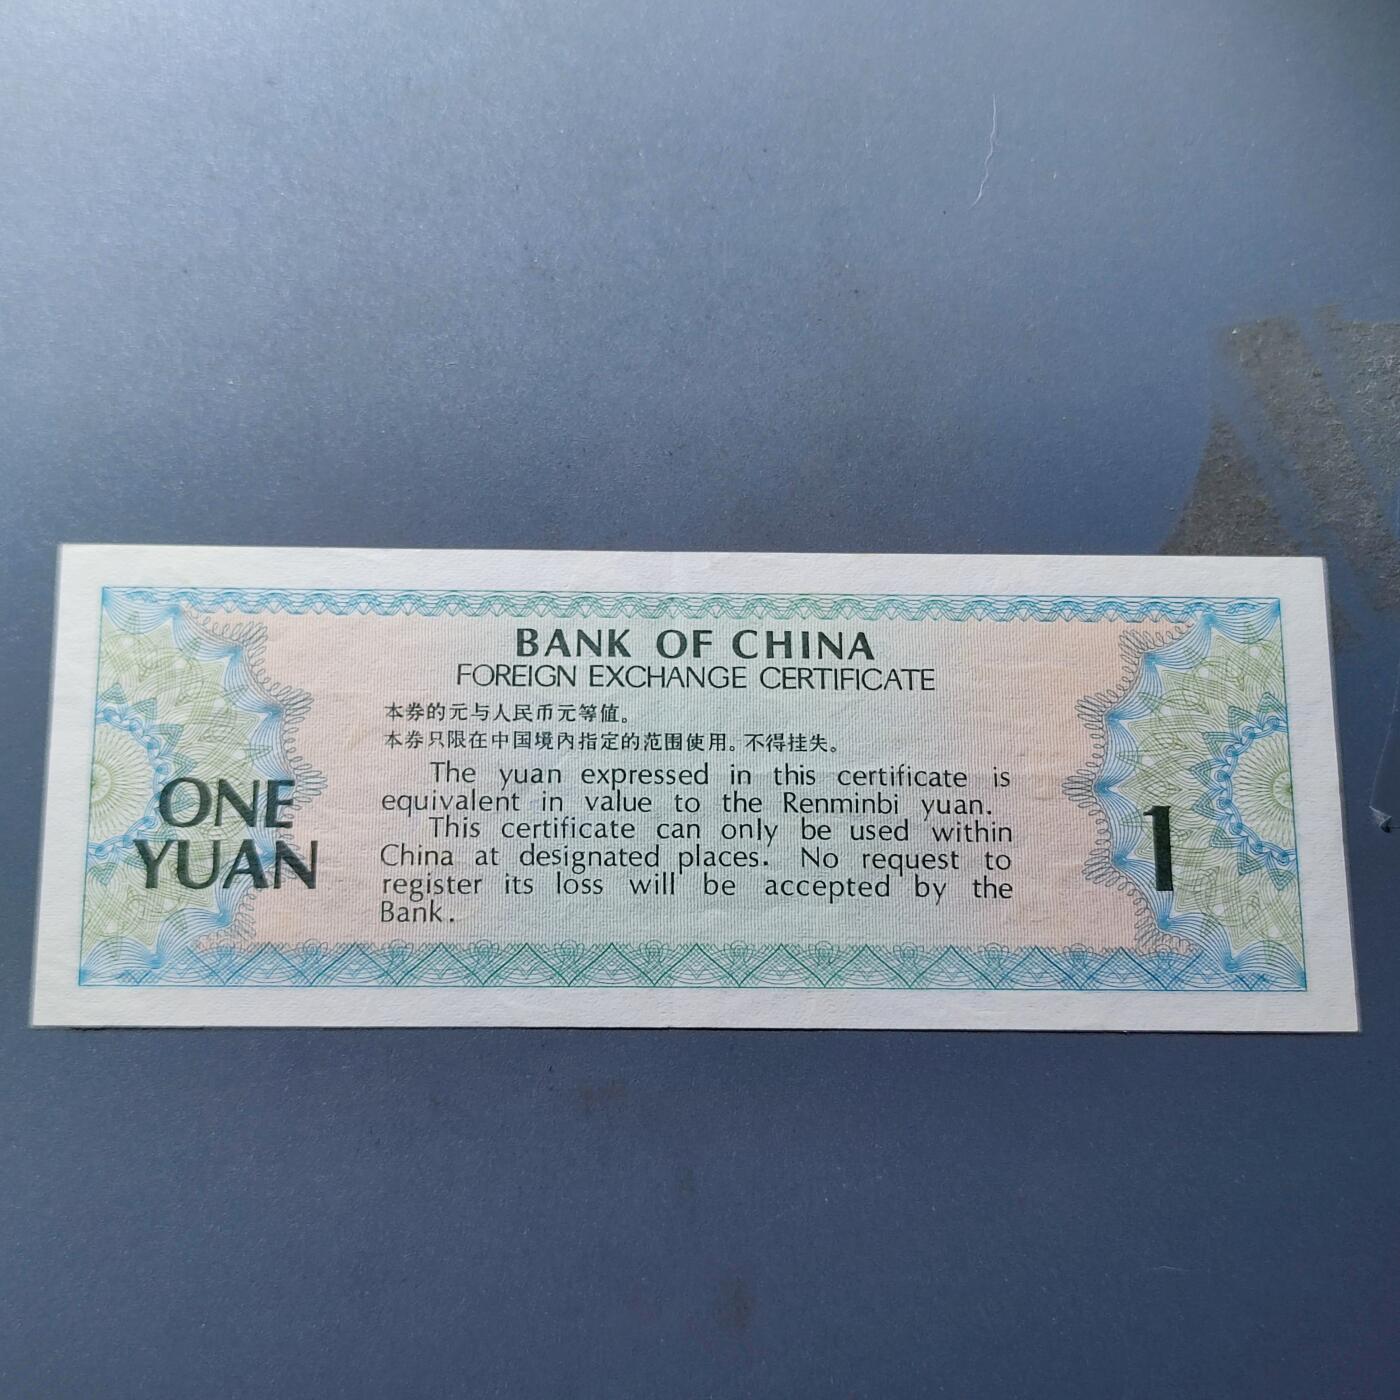 BANK OF CHINA
FOREIGN EXCHANGE CERTIFICATE
本券的元与人民币元等值。
本券只限在中国境内指定的范围使用。不得挂失。
The yuan expressed in this certificate is
equivalent in value to the Renminbi yuan.
This certificate can only be used within
China at designated places. No request to
register its loss will be accepted by the
Bank.
ONE
YUAN
1